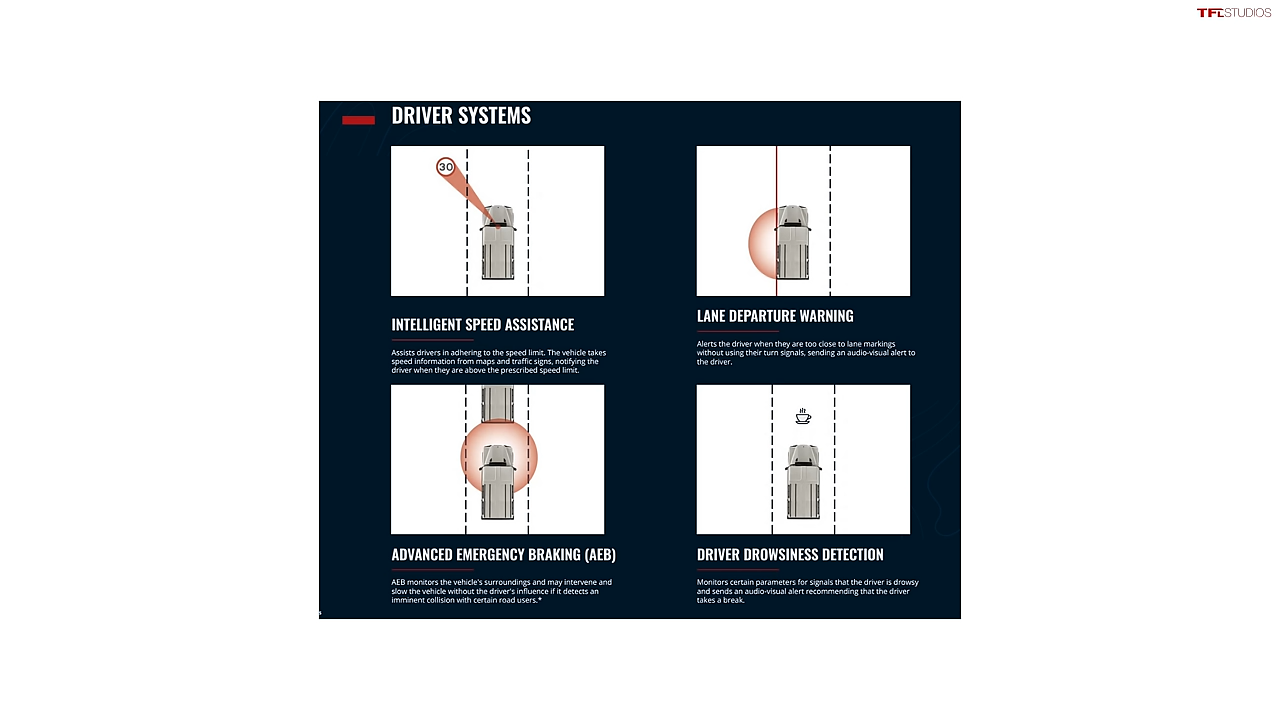 TFLSTUDIOS
DRIVER SYSTEMS
30
INTELLIGENT SPEED ASSISTANCE
Assists drivers in adhering to the speed limit. The vehicle takes
speed information from maps and traffic signs, notifying the
driver when they are above the prescribed speed limit.
LANE DEPARTURE WARNING
Alerts the driver when they are too close to lane markings
without using their turn signals, sending an audio-visual alert to
the driver.
ADVANCED EMERGENCY BRAKING (AEB)
AEB monitors the vehicle's surroundings and may intervene and
slow the vehicle without the driver's influence if it detects an
imminent collision with certain road users.*
DRIVER DROWSINESS DETECTION
Monitors certain parameters for signals that the driver is drowsy
and sends an audio-visual alert recommending that the driver
takes a break.